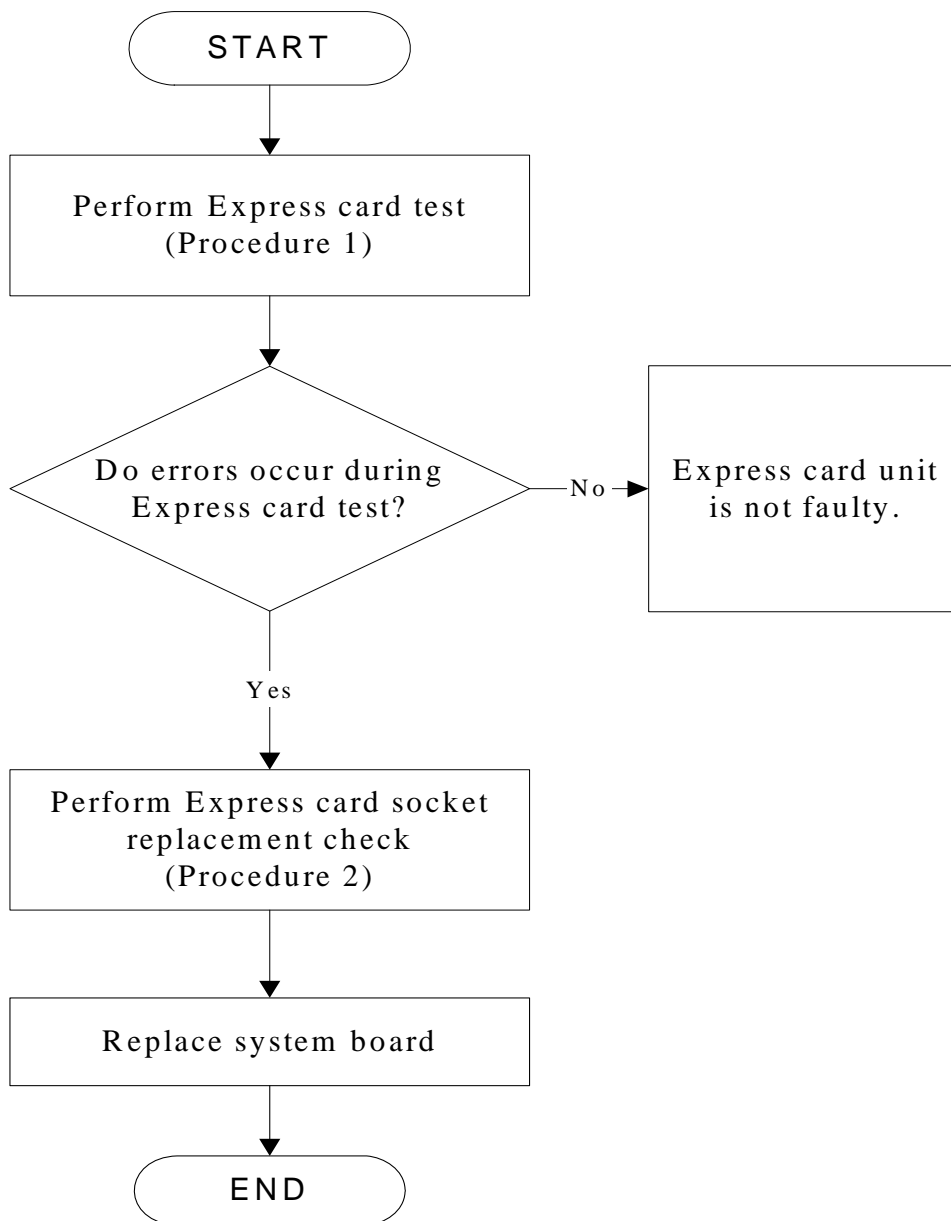 START
Perform Express card test
(Procedure 1)
Do errors occur during
Express card test?
No
Express card unit
is not faulty.
Yes
Perform Express card socket
replacement check
(Procedure 2)
Replace system board
END